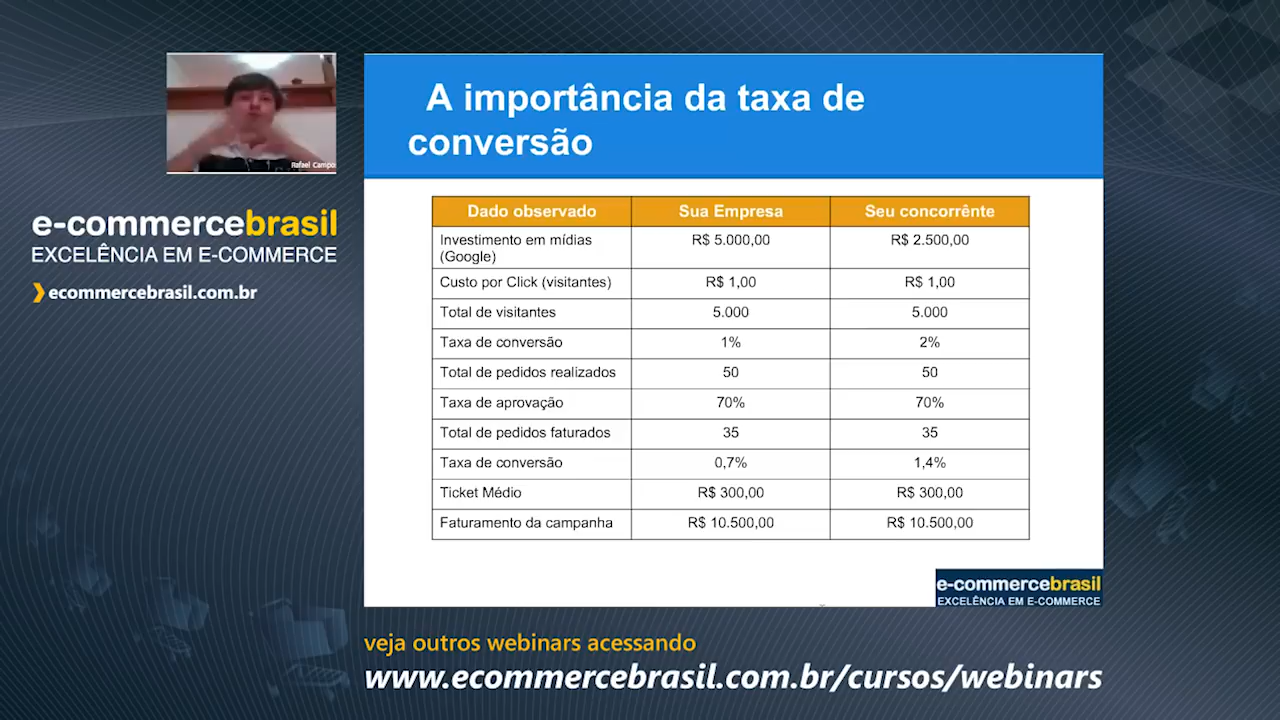 Rafael Campos
e-commercebrasil
EXCELÊNCIA EM E-COMMERCE
ecommercebrasil.com.br
A importância da taxa de
conversão
Dado observado Sua Empresa Seu concorrênte
Investimento em mídias R$ 5.000,00 R$ 2.500,00
(Google)
Custo por Click (visitantes) R$ 1,00 R$ 1,00
Total de visitantes 5.000 5.000
Taxa de conversão 1% 2%
Total de pedidos realizados 50 50
Taxa de aprovação 70% 70%
Total de pedidos faturados 35 35
Taxa de conversão 0,7% 1,4%
Ticket Médio R$ 300,00 R$ 300,00
Faturamento da campanha R$ 10.500,00 R$ 10.500,00
e-commercebrasil
EXCELÊNCIA EM E-COMMERCE
veja outros webinars acessando
www.ecommercebrasil.com.br/cursos/webinars